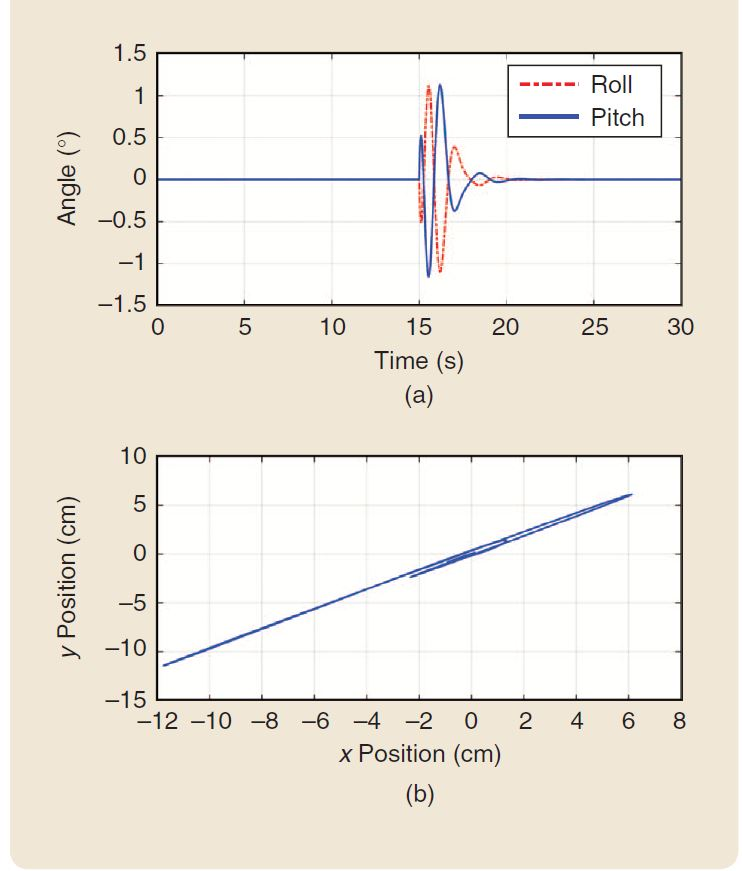 1.5
1
0.5
0
−0.5
−1
−1.5
Angle (°)
Roll
Pitch
0 5 10 15 20 25 30
Time (s)
(a)
10
5
0
−5
−10
−15
y Position (cm)
−12 −10 −8 −6 −4 −2 0 2 4 6 8
x Position (cm)
(b)